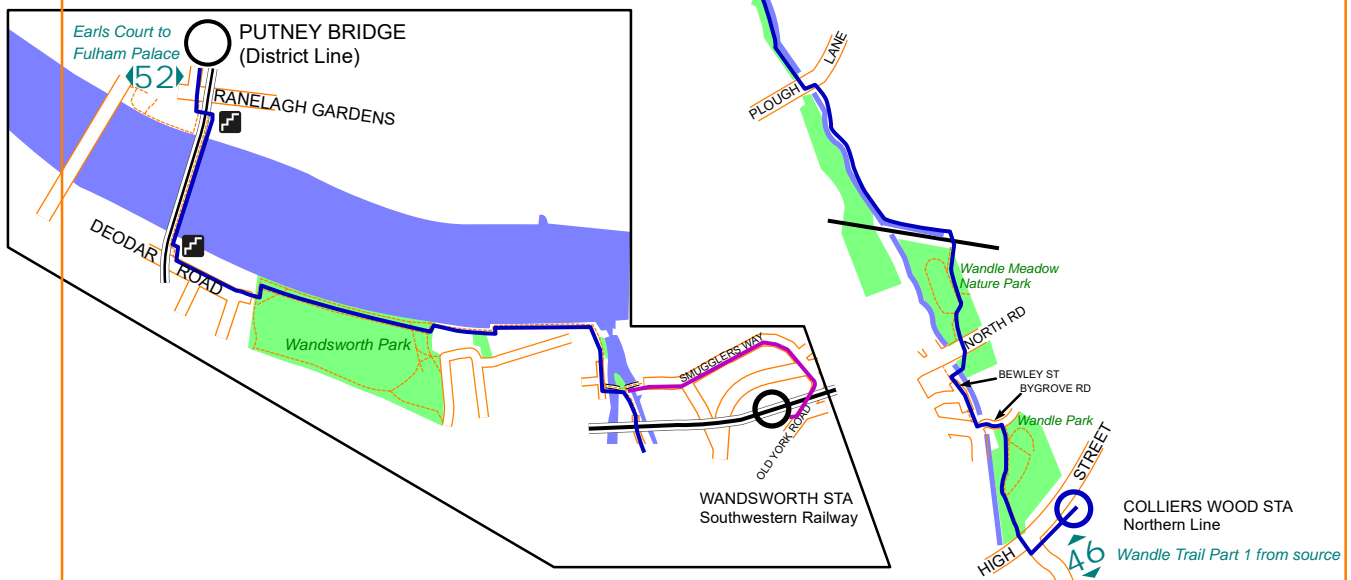 Earls Court to
Fulham Palace
52
PUTNEY BRIDGE
(District Line)
RANELAGH GARDENS
DEODAR ROAD
Wandsworth Park
SMUGGLERS WAY
OLD YORK ROAD
WANDSWORTH STA
Southwestern Railway
PLOUGH LANE
Wandle Meadow
Nature Park
NORTH RD
BEWLEY ST
BYGROVE RD
Wandle Park
HIGH STREET
COLLIERS WOOD STA
Northern Line
46
Wandle Trail Part 1 from source